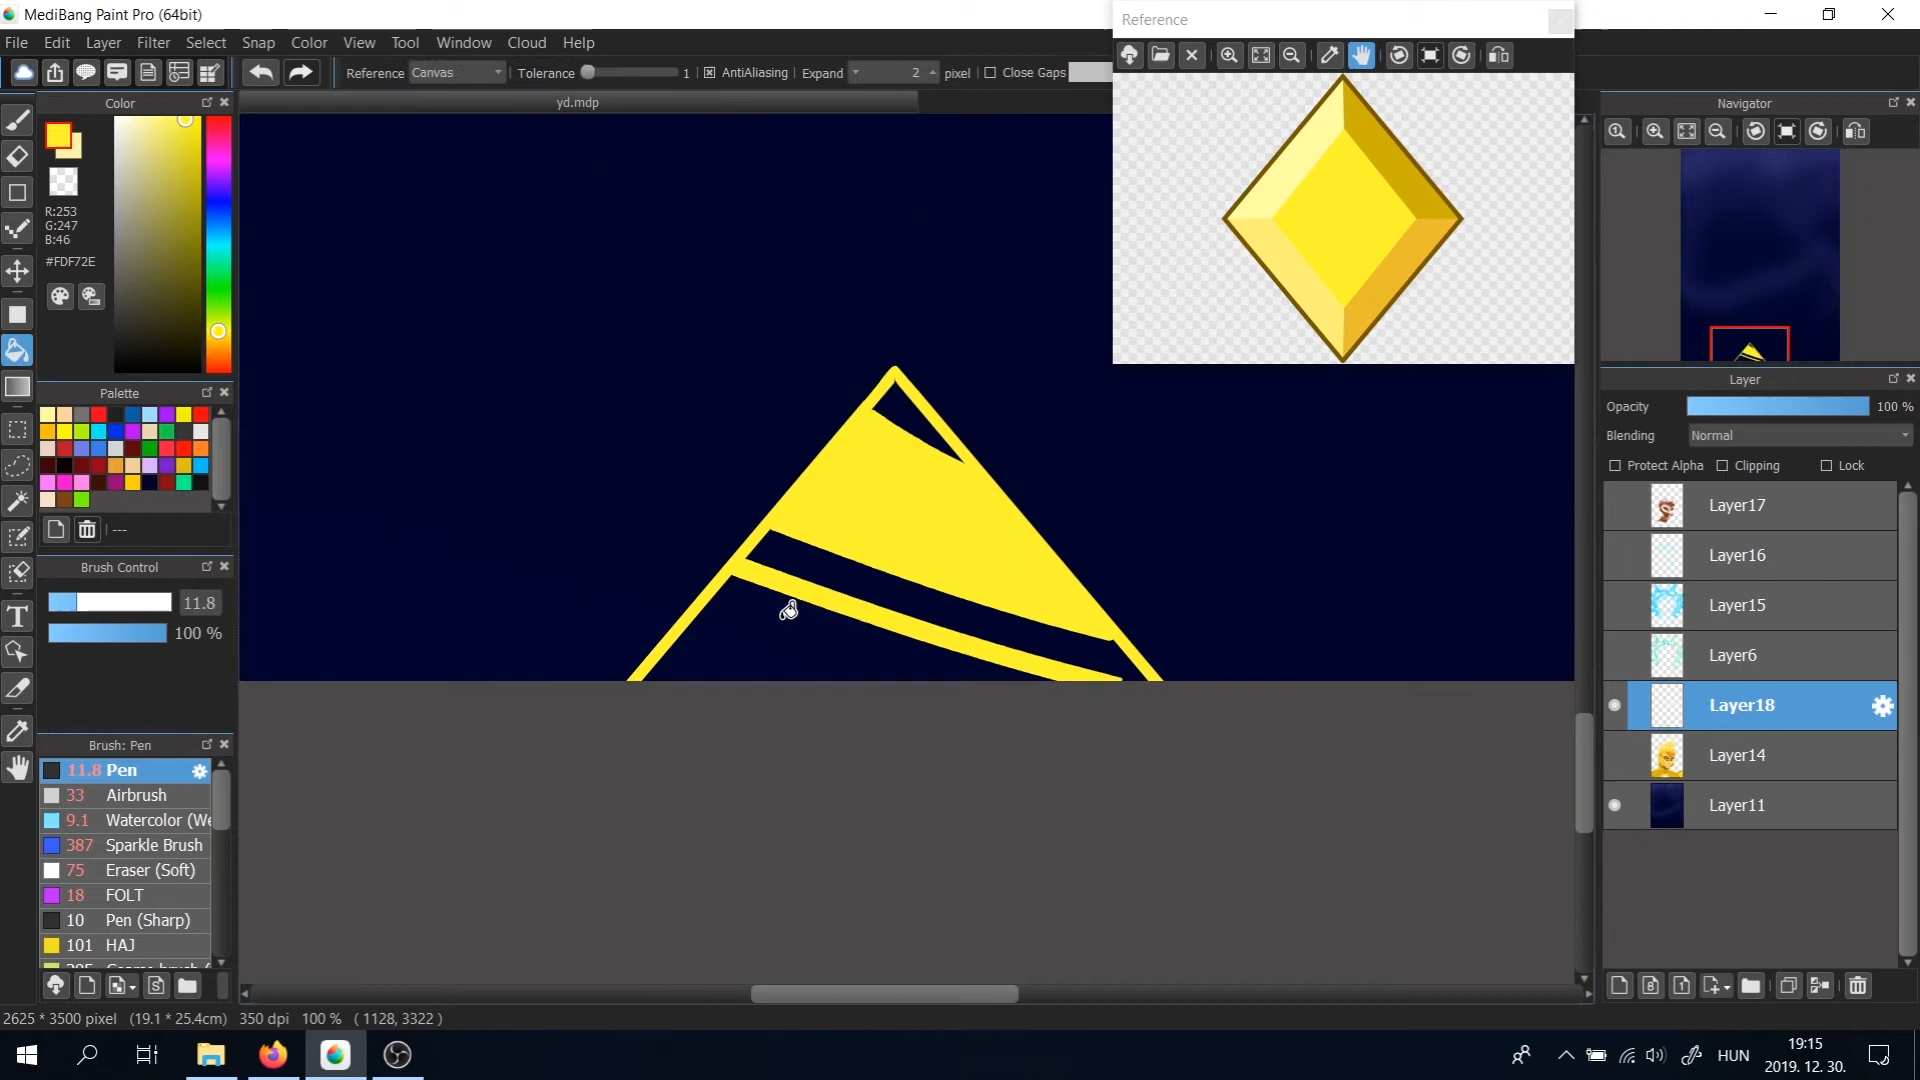 MediBang Paint Pro (64bit)
File Edit Layer Filter Select Snap Color View Tool Window Cloud Help
Reference Canvas Tolerance 1 AntiAliasing Expand 2 pixel Close Gaps
Reference
Color
yd.mdp
Navigator
R:253
G:247
B:46
#FDF72E
Palette
Layer
Opacity 100 %
Blending Normal
Protect Alpha Clipping Lock
Layer17
---
Layer16
Brush Control
11.8
Layer15
100 %
Layer6
Layer18
Brush: Pen
11.8 Pen
Layer14
33 Airbrush
Layer11
9.1 Watercolor (We
387 Sparkle Brush
75 Eraser (Soft)
18 FOLT
10 Pen (Sharp)
101 HAJ
2625 * 3500 pixel (19.1 * 25.4cm) 350 dpi 100 % ( 1128, 3322 )
HUN
19:15
2019. 12. 30.